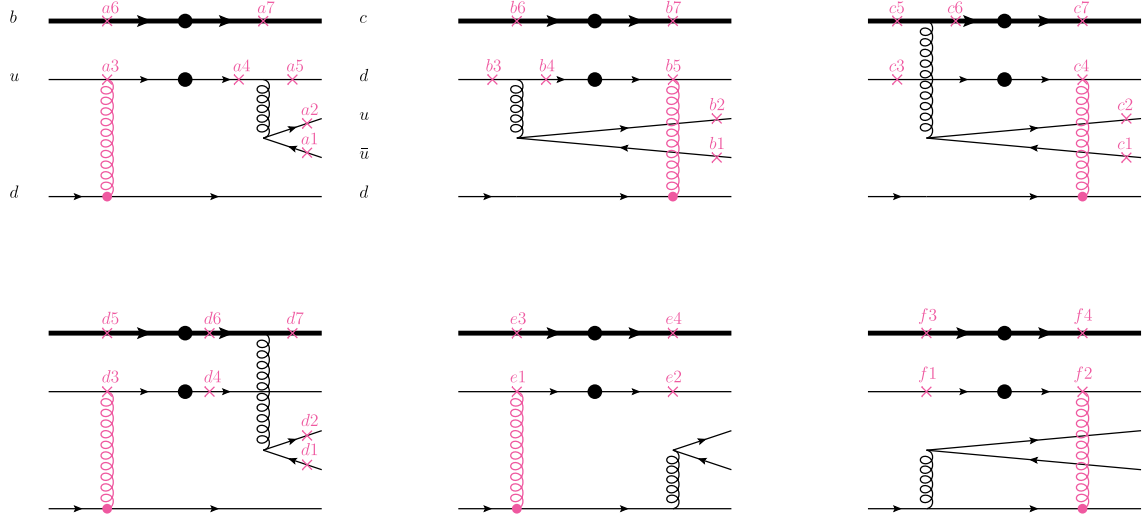 b a6 a7 c b6 b7 c5 c6 c7
u a3 a4 a5 d b3 b4 b5 c3 c4
a2 u b2 c2
a1 ū b1 c1
d d
d5 d6 d7 e3 e4 f3 f4
d3 d4 e1 e2 f1 f2
d2
d1